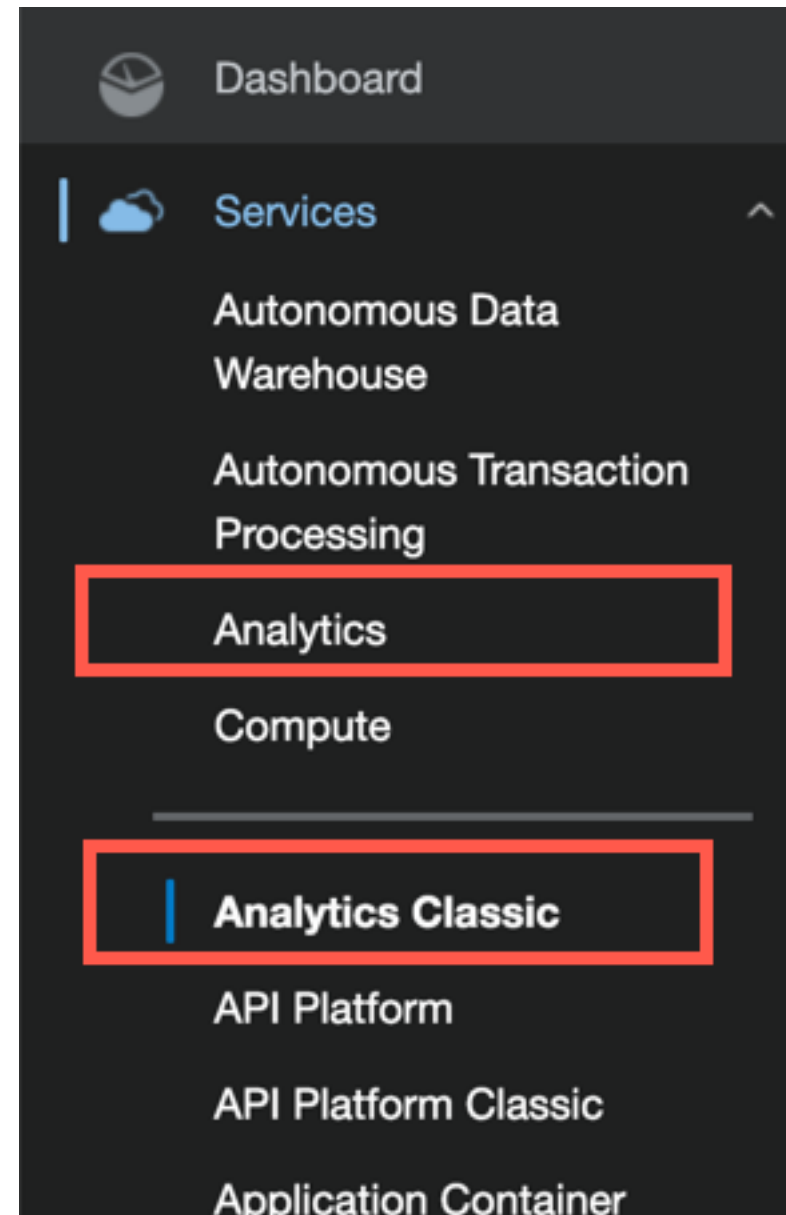 Dashboard
Services
Autonomous Data
Warehouse
Autonomous Transaction
Processing
Analytics
Compute
Analytics Classic
API Platform
API Platform Classic
Application Container